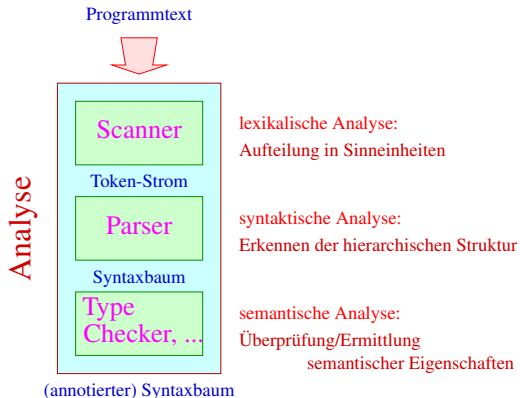 Programmtext
Analyse
Scanner
lexikalische Analyse:
Aufteilung in Sinneinheiten
Token-Strom
Parser
syntaktische Analyse:
Erkennen der hierarchischen Struktur
Syntaxbaum
Type
Checker, ...
semantische Analyse:
Überprüfung/Ermittlung
semantischer Eigenschaften
(annotierter) Syntaxbaum